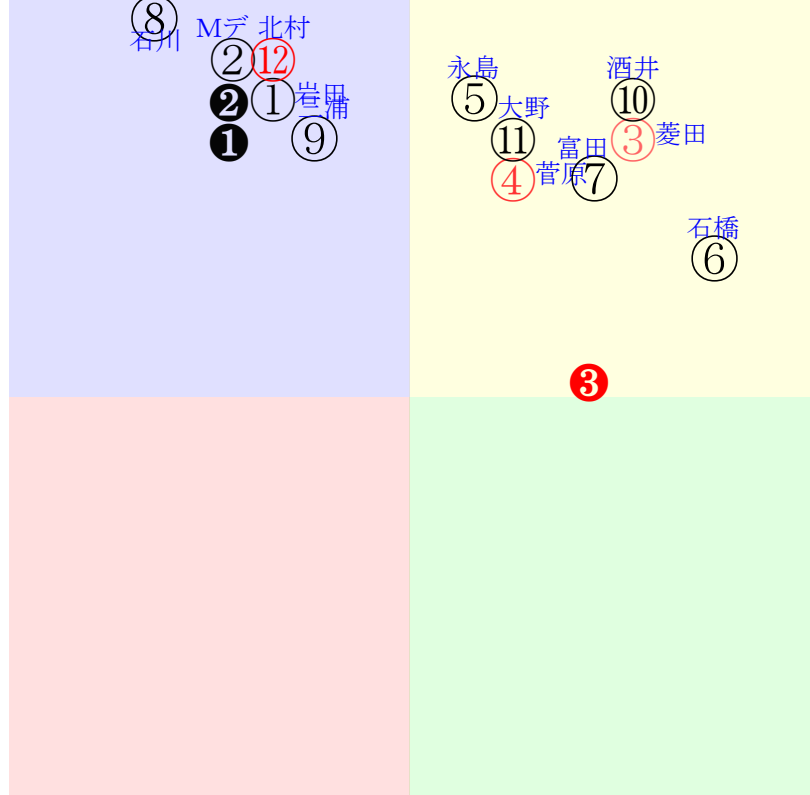 ⑧
石川
Mデ 北村
② ⑫
❷ ① 岩田
❶ ⑨ 三浦
永島 酒井
⑤ 大野 ⑩
⑪ 富田 ③ 菱田
④ 菅原 ⑦
石橋
⑥
❸